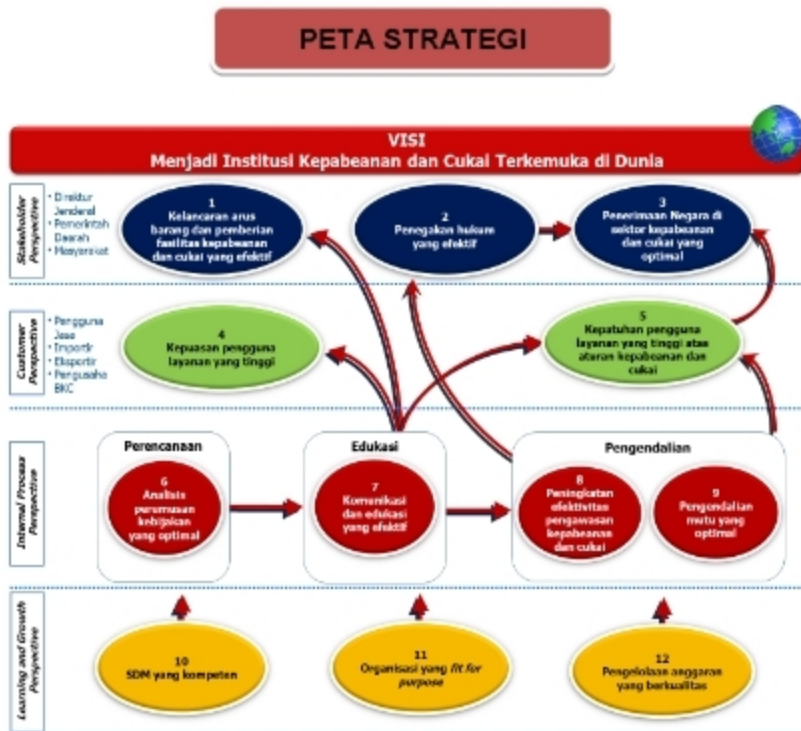 PETA STRATEGI
VISI
Menjadi Institusi Kepabeanan dan Cukai Terkemuka di Dunia
Stakeholder
Perspective
• Direktur
Jenderal
• Pemerintah
Daerah
• Masyarakat
1
Kelancaran arus
barang dan pemberian
fasilitas kepabeanan
dan cukai yang efektif
2
Penegakan hukum
yang efektif
3
Penerimaan Negara di
sektor kepabeanan
dan cukai yang
optimal
Customer
Perspective
• Pengguna
Jasa
• Importir
• Eksportir
• Pengusaha
BKC
4
Kepuasan pengguna
layanan yang tinggi
5
Kepatuhan pengguna
layanan yang tinggi atas
aturan kepabeanan dan
cukai
Internal Process
Perspective
Perencanaan
6
Analisis
perumusan
kebijakan
yang optimal
Edukasi
7
Komunikasi
dan edukasi
yang efektif
Pengendalian
8
Peningkatan
efektivitas
pengawasan
kepabeanan
dan cukai
9
Pengendalian
mutu yang
optimal
Learning and Growth
Perspective
10
SDM yang kompeten
11
Organisasi yang fit for
purpose
12
Pengelolaan anggaran
yang berkualitas